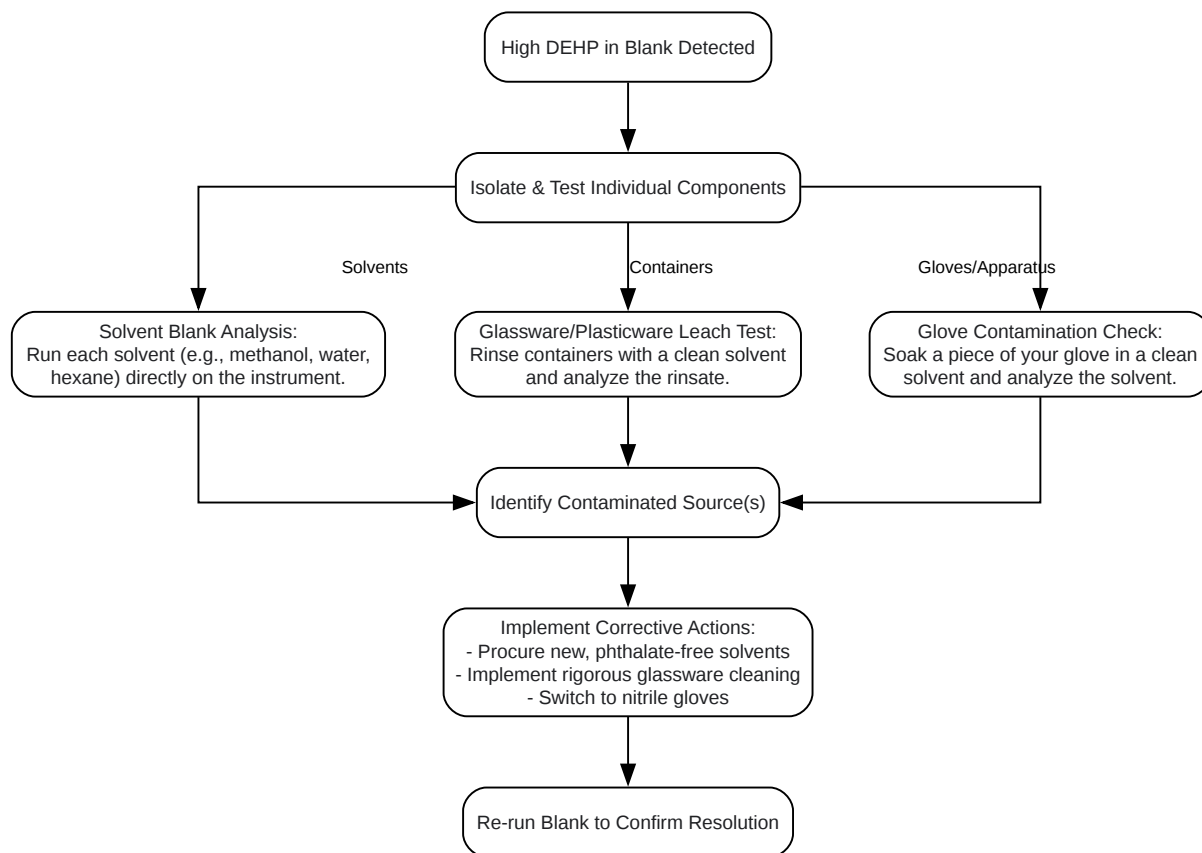 High DEHP in Blank Detected
Isolate & Test Individual Components
Solvents
Containers
Gloves/Apparatus
Solvent Blank Analysis:
Run each solvent (e.g., methanol, water,
hexane) directly on the instrument.
Glassware/Plasticware Leach Test:
Rinse containers with a clean solvent
and analyze the rinsate.
Glove Contamination Check:
Soak a piece of your glove in a clean
solvent and analyze the solvent.
Identify Contaminated Source(s)
Implement Corrective Actions:
- Procure new, phthalate-free solvents
- Implement rigorous glassware cleaning
- Switch to nitrile gloves
Re-run Blank to Confirm Resolution